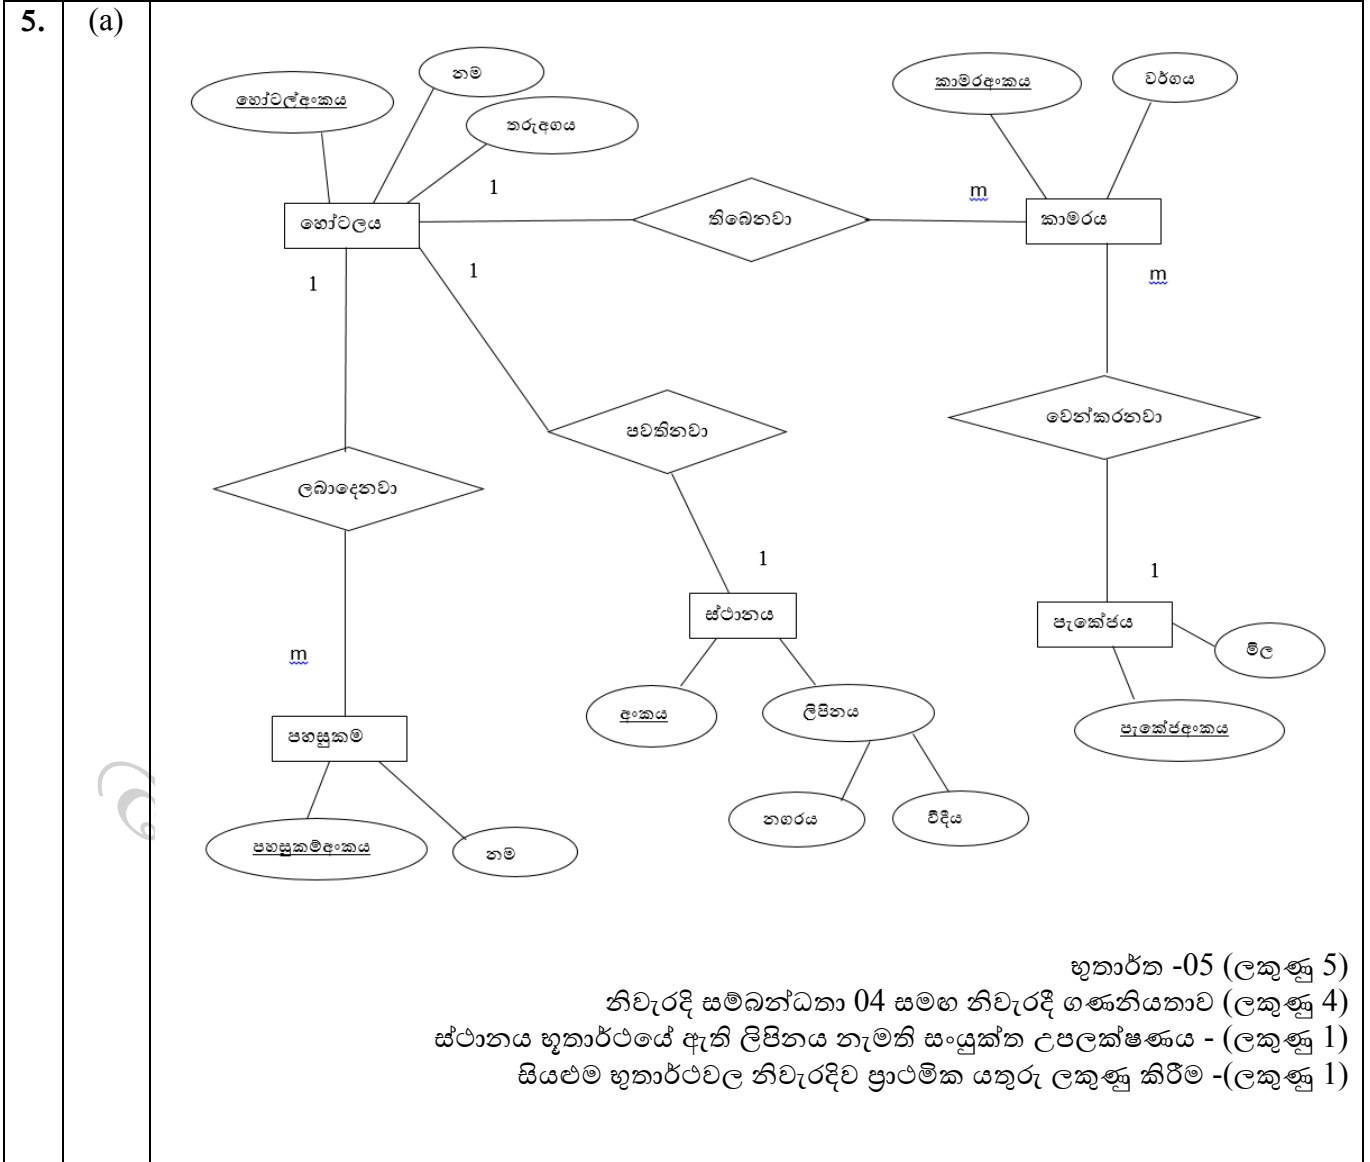 5.
(a)
නම
හෝටල්අංකය
තරුඅගය
කාමරඅංකය
වර්ගය
1
m
හෝටලය
තිබෙනවා
කාමරය
1
1
m
පවතිනවා
වෙන්කරනවා
ලබාදෙනවා
1
1
m
ස්ථානය
පැකේජය
මිල
අංකය
ලිපිනය
පැකේජඅංකය
පහසුකම
නගරය
වීදිය
පහසුකම්අංකය
නම
භුතාර්ත -05 (ලකුණු 5)
නිවැරදි සම්බන්ධතා 04 සමඟ නිවැරදී ගණනියතාව (ලකුණු 4)
ස්ථානය භූතාර්ථයේ ඇති ලිපිනය නැමති සංයුක්ත උපලක්ෂණය - (ලකුණු 1)
සියළුම භුතාර්ථවල නිවැරදිව ප්‍රාථමික යතුරු ලකුණු කිරීම -(ලකුණු 1)